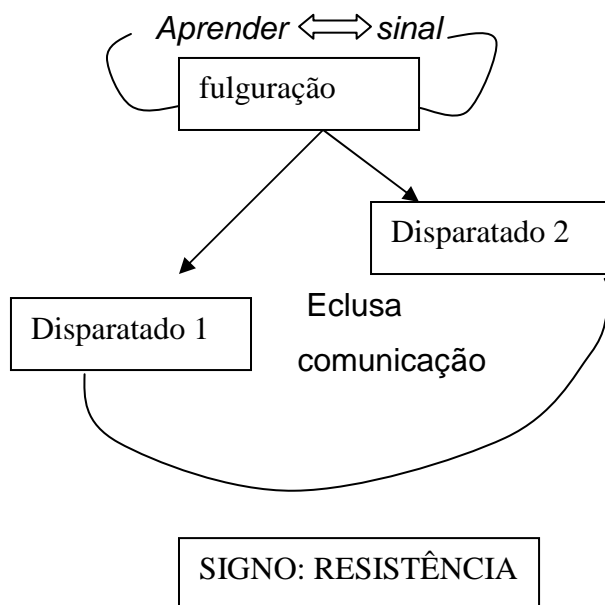 Aprender sinal
fulguração
Disparatado 2
Disparatado 1
Eclusa
comunicação
SIGNO: RESISTÊNCIA